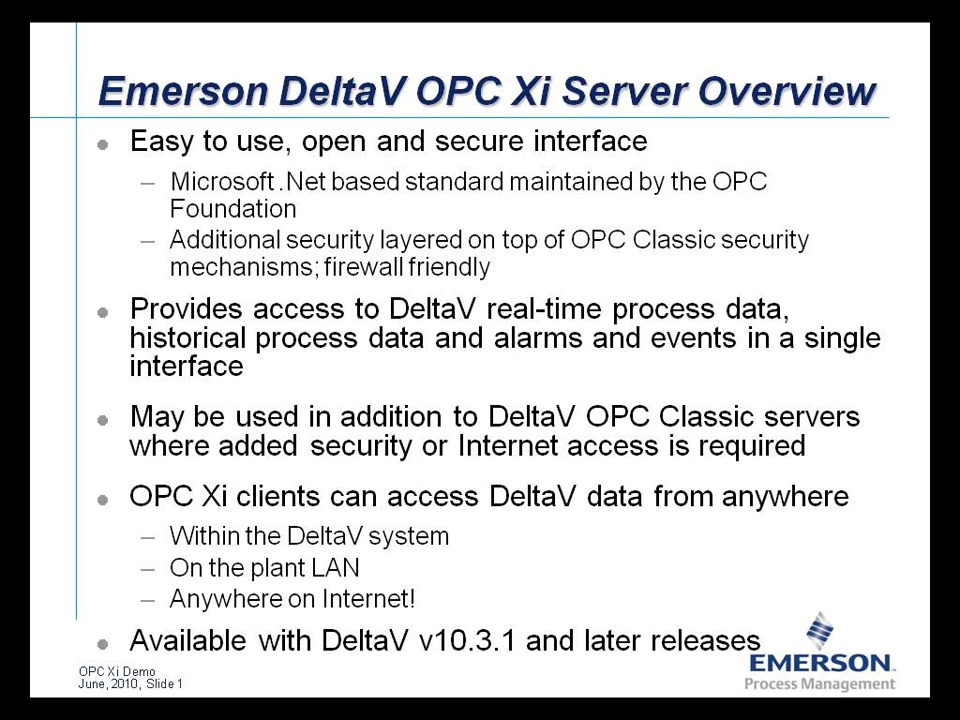 Emerson DeltaV OPC Xi Server Overview
● Easy to use, open and secure interface
– Microsoft .Net based standard maintained by the OPC
Foundation
– Additional security layered on top of OPC Classic security
mechanisms; firewall friendly
● Provides access to DeltaV real-time process data,
historical process data and alarms and events in a single
interface
● May be used in addition to DeltaV OPC Classic servers
where added security or Internet access is required
● OPC Xi clients can access DeltaV data from anywhere
– Within the DeltaV system
– On the plant LAN
– Anywhere on Internet!
● Available with DeltaV v10.3.1 and later releases
OPC Xi Demo
June, 2010, Slide 1
EMERSON
Process Management